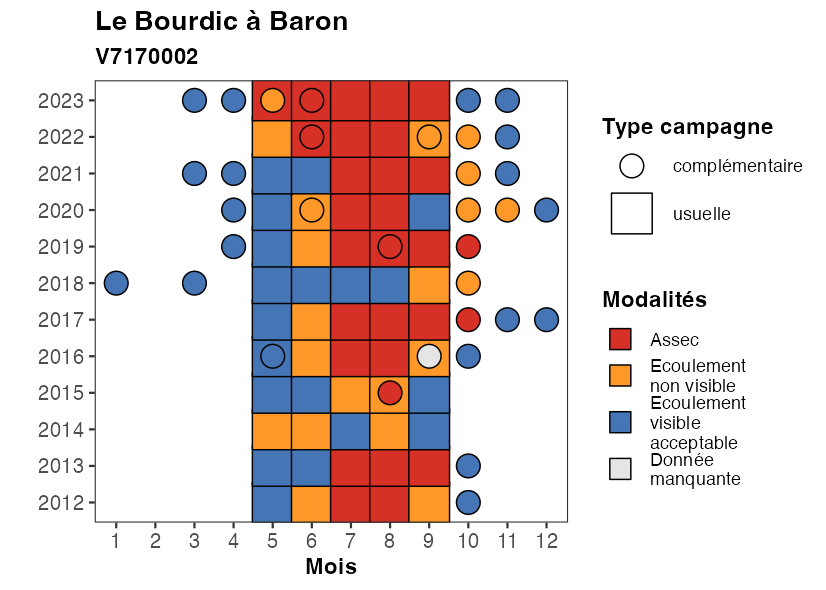 Le Bourdic à Baron
V7170002
2023
2022
2021
2020
2019
2018
2017
2016
2015
2014
2013
2012
1 2 3 4 5 6 7 8 9 10 11 12
Mois
Type campagne
complémentaire
usuelle
Modalités
Assec
Ecoulement
non visible
Ecoulement
visible
acceptable
Donnée
manquante